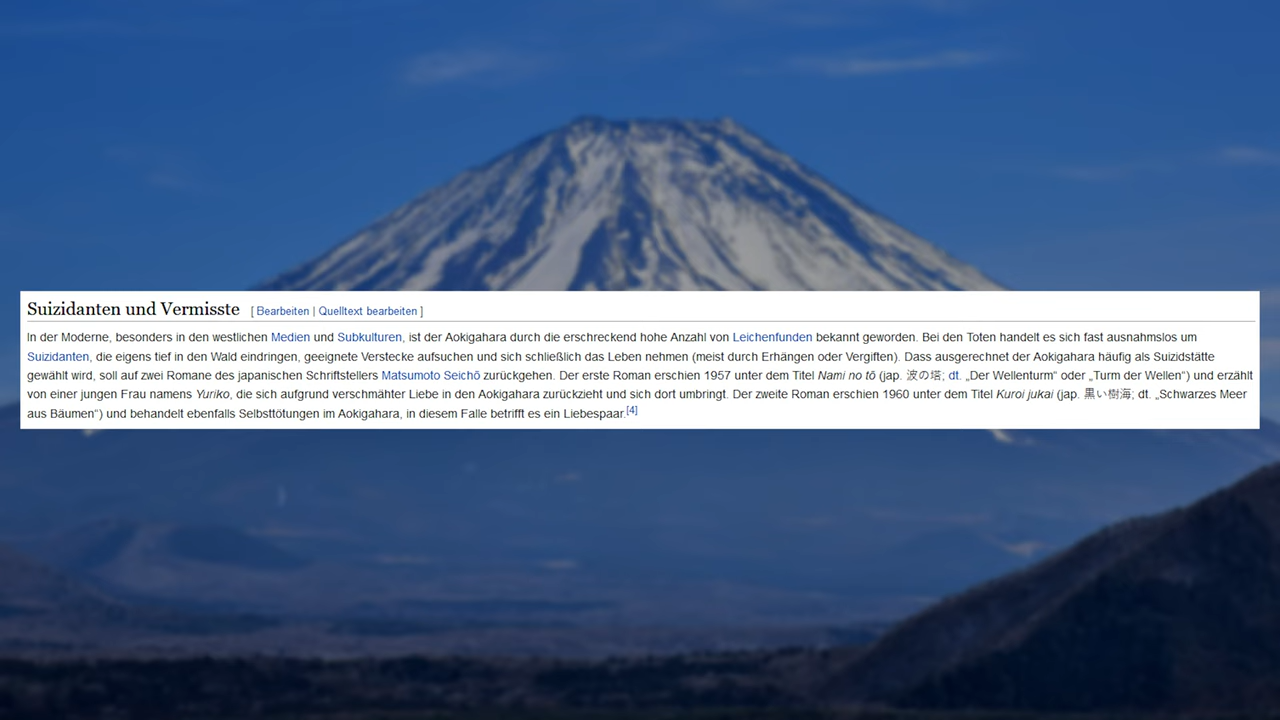 Suizidanten und Vermisste [ Bearbeiten | Quelltext bearbeiten ]
In der Moderne, besonders in den westlichen Medien und Subkulturen, ist der Aokigahara durch die erschreckend hohe Anzahl von Leichenfunden bekannt geworden. Bei den Toten handelt es sich fast ausnahmslos um
Suizidanten, die eigens tief in den Wald eindringen, geeignete Verstecke aufsuchen und sich schließlich das Leben nehmen (meist durch Erhängen oder Vergiften). Dass ausgerechnet der Aokigahara häufig als Suizidstätte
gewählt wird, soll auf zwei Romane des japanischen Schriftstellers Matsumoto Seichō zurückgehen. Der erste Roman erschien 1957 unter dem Titel Nami no tō (jap. 波の塔; dt. „Der Wellenturm“ oder „Turm der Wellen“) und erzählt
von einer jungen Frau namens Yuriko, die sich aufgrund verschmähter Liebe in den Aokigahara zurückzieht und sich dort umbringt. Der zweite Roman erschien 1960 unter dem Titel Kuroi jukai (jap. 黒い樹海; dt. „Schwarzes Meer
aus Bäumen“) und behandelt ebenfalls Selbsttötungen im Aokigahara, in diesem Falle betrifft es ein Liebespaar.[4]